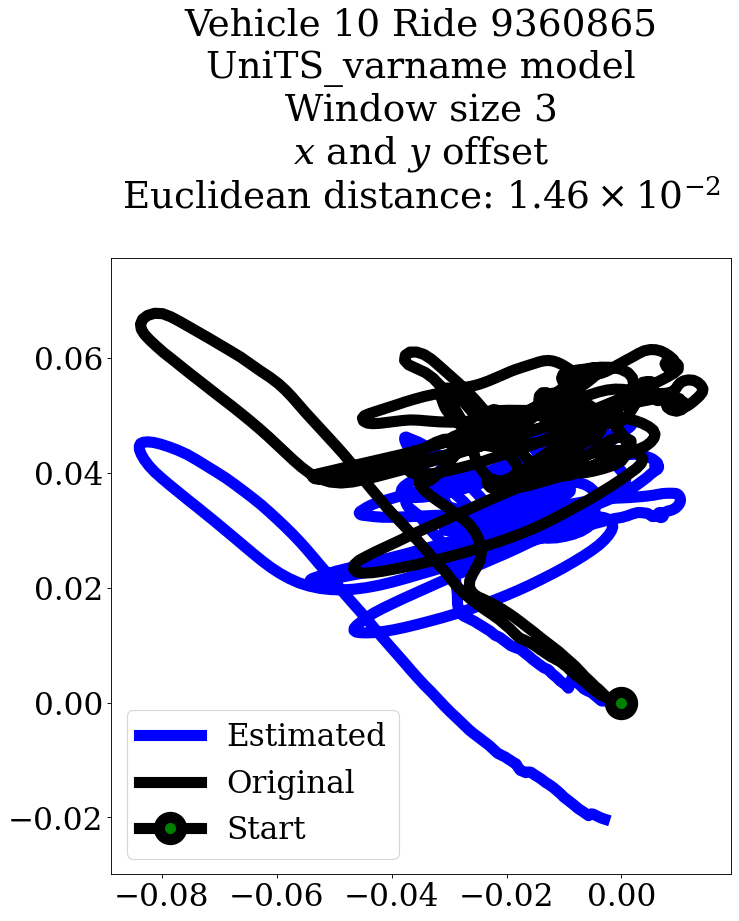 Vehicle 10 Ride 9360865
UniTS_varname model
Window size 3
x and y offset
Euclidean distance: 1.46 × 10⁻²
0.06
0.04
0.02
0.00
−0.02
Estimated
Original
Start
−0.08 −0.06 −0.04 −0.02 0.00